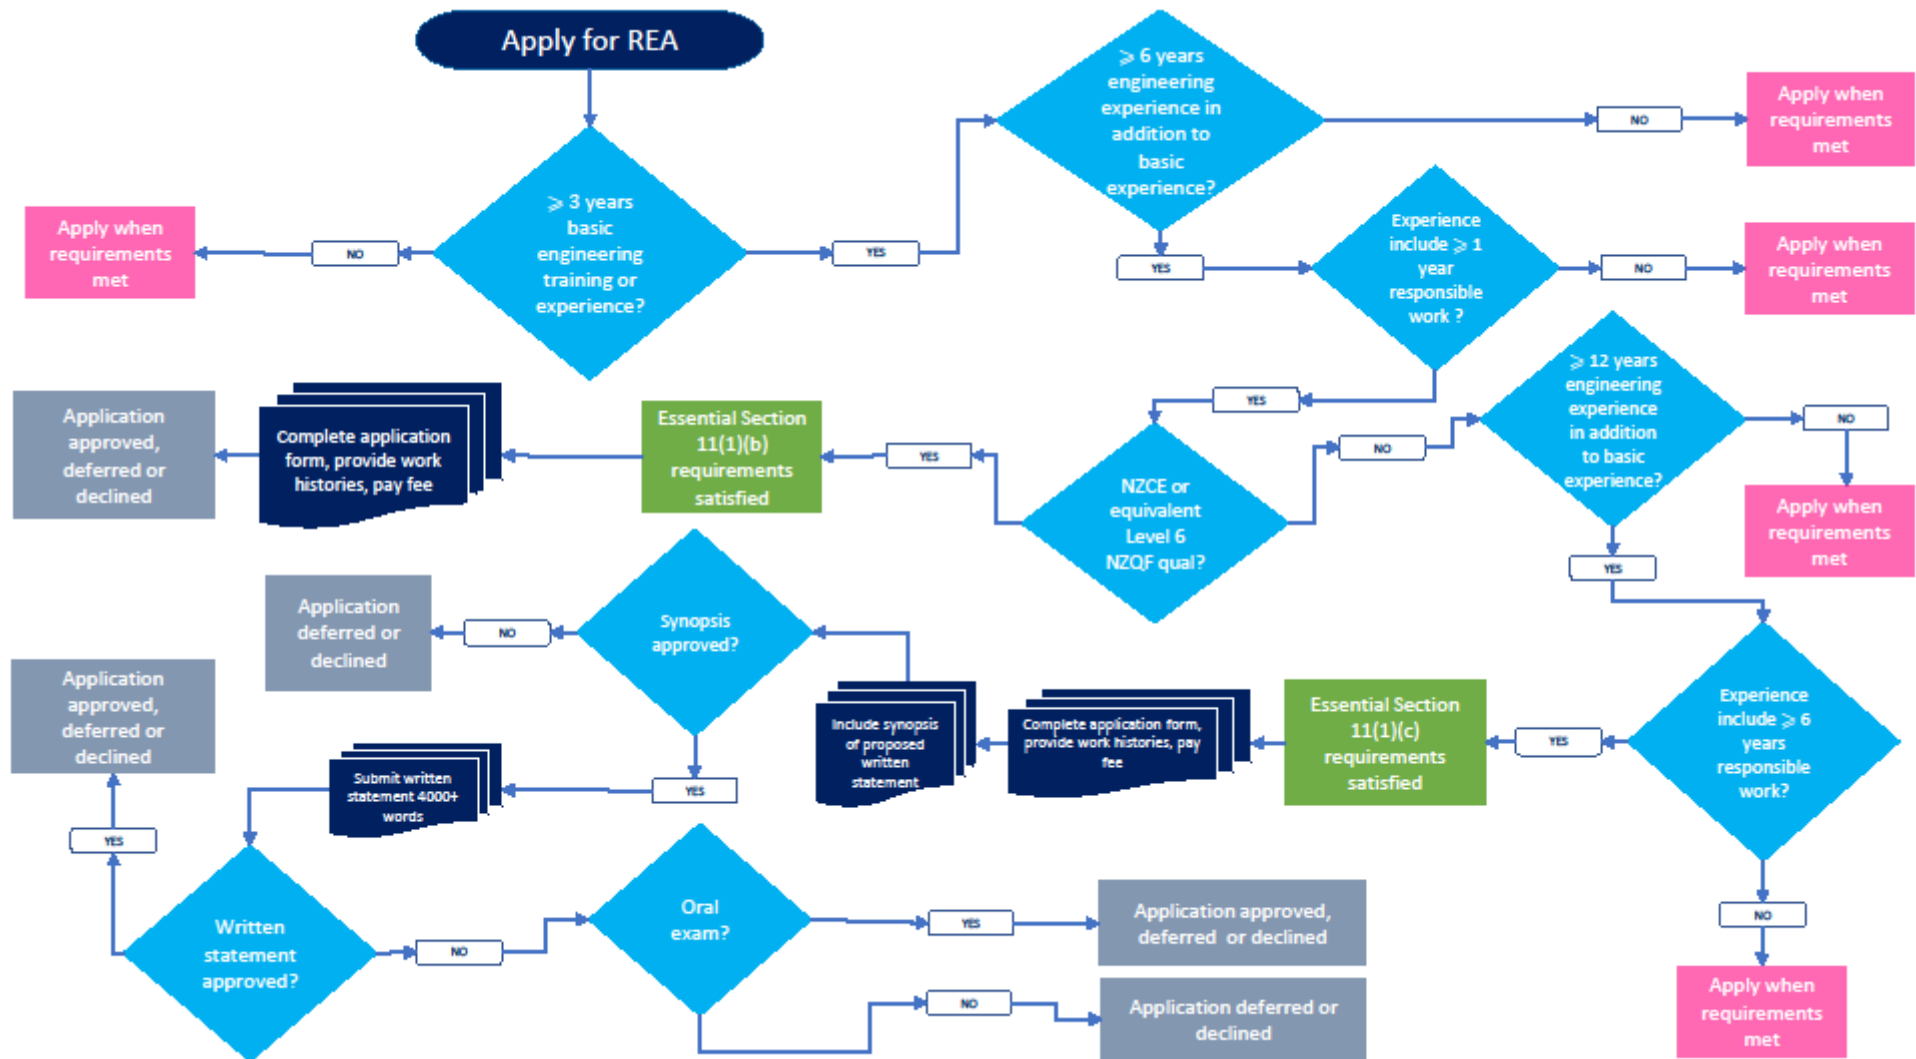 Apply for REA
⩾ 3 years
basic
engineering
training or
experience?
NO
Apply when
requirements
met
YES
⩾ 6 years
engineering
experience in
addition to
basic
experience?
NO
Apply when
requirements
met
YES
Experience
include ⩾ 1
year
responsible
work ?
NO
Apply when
requirements
met
YES
NZCE or
equivalent
Level 6
NZQF qual?
YES
Essential Section
11(1)(b)
requirements
satisfied
Complete application
form, provide work
histories, pay fee
Application
approved,
deferred or
declined
NO
⩾ 12 years
engineering
experience
in addition
to basic
experience?
NO
Apply when
requirements
met
YES
Experience
include ⩾ 6
years
responsible
work?
NO
Apply when
requirements
met
YES
Essential Section
11(1)(c)
requirements
satisfied
Complete application form,
provide work histories, pay
fee
Include synopsis
of proposed
written
statement
Synopsis
approved?
NO
Application
deferred or
declined
YES
Submit written
statement 4000+
words
Written
statement
approved?
YES
Application
approved,
deferred or
declined
NO
Oral
exam?
YES
Application approved,
deferred or declined
NO
Application deferred or
declined